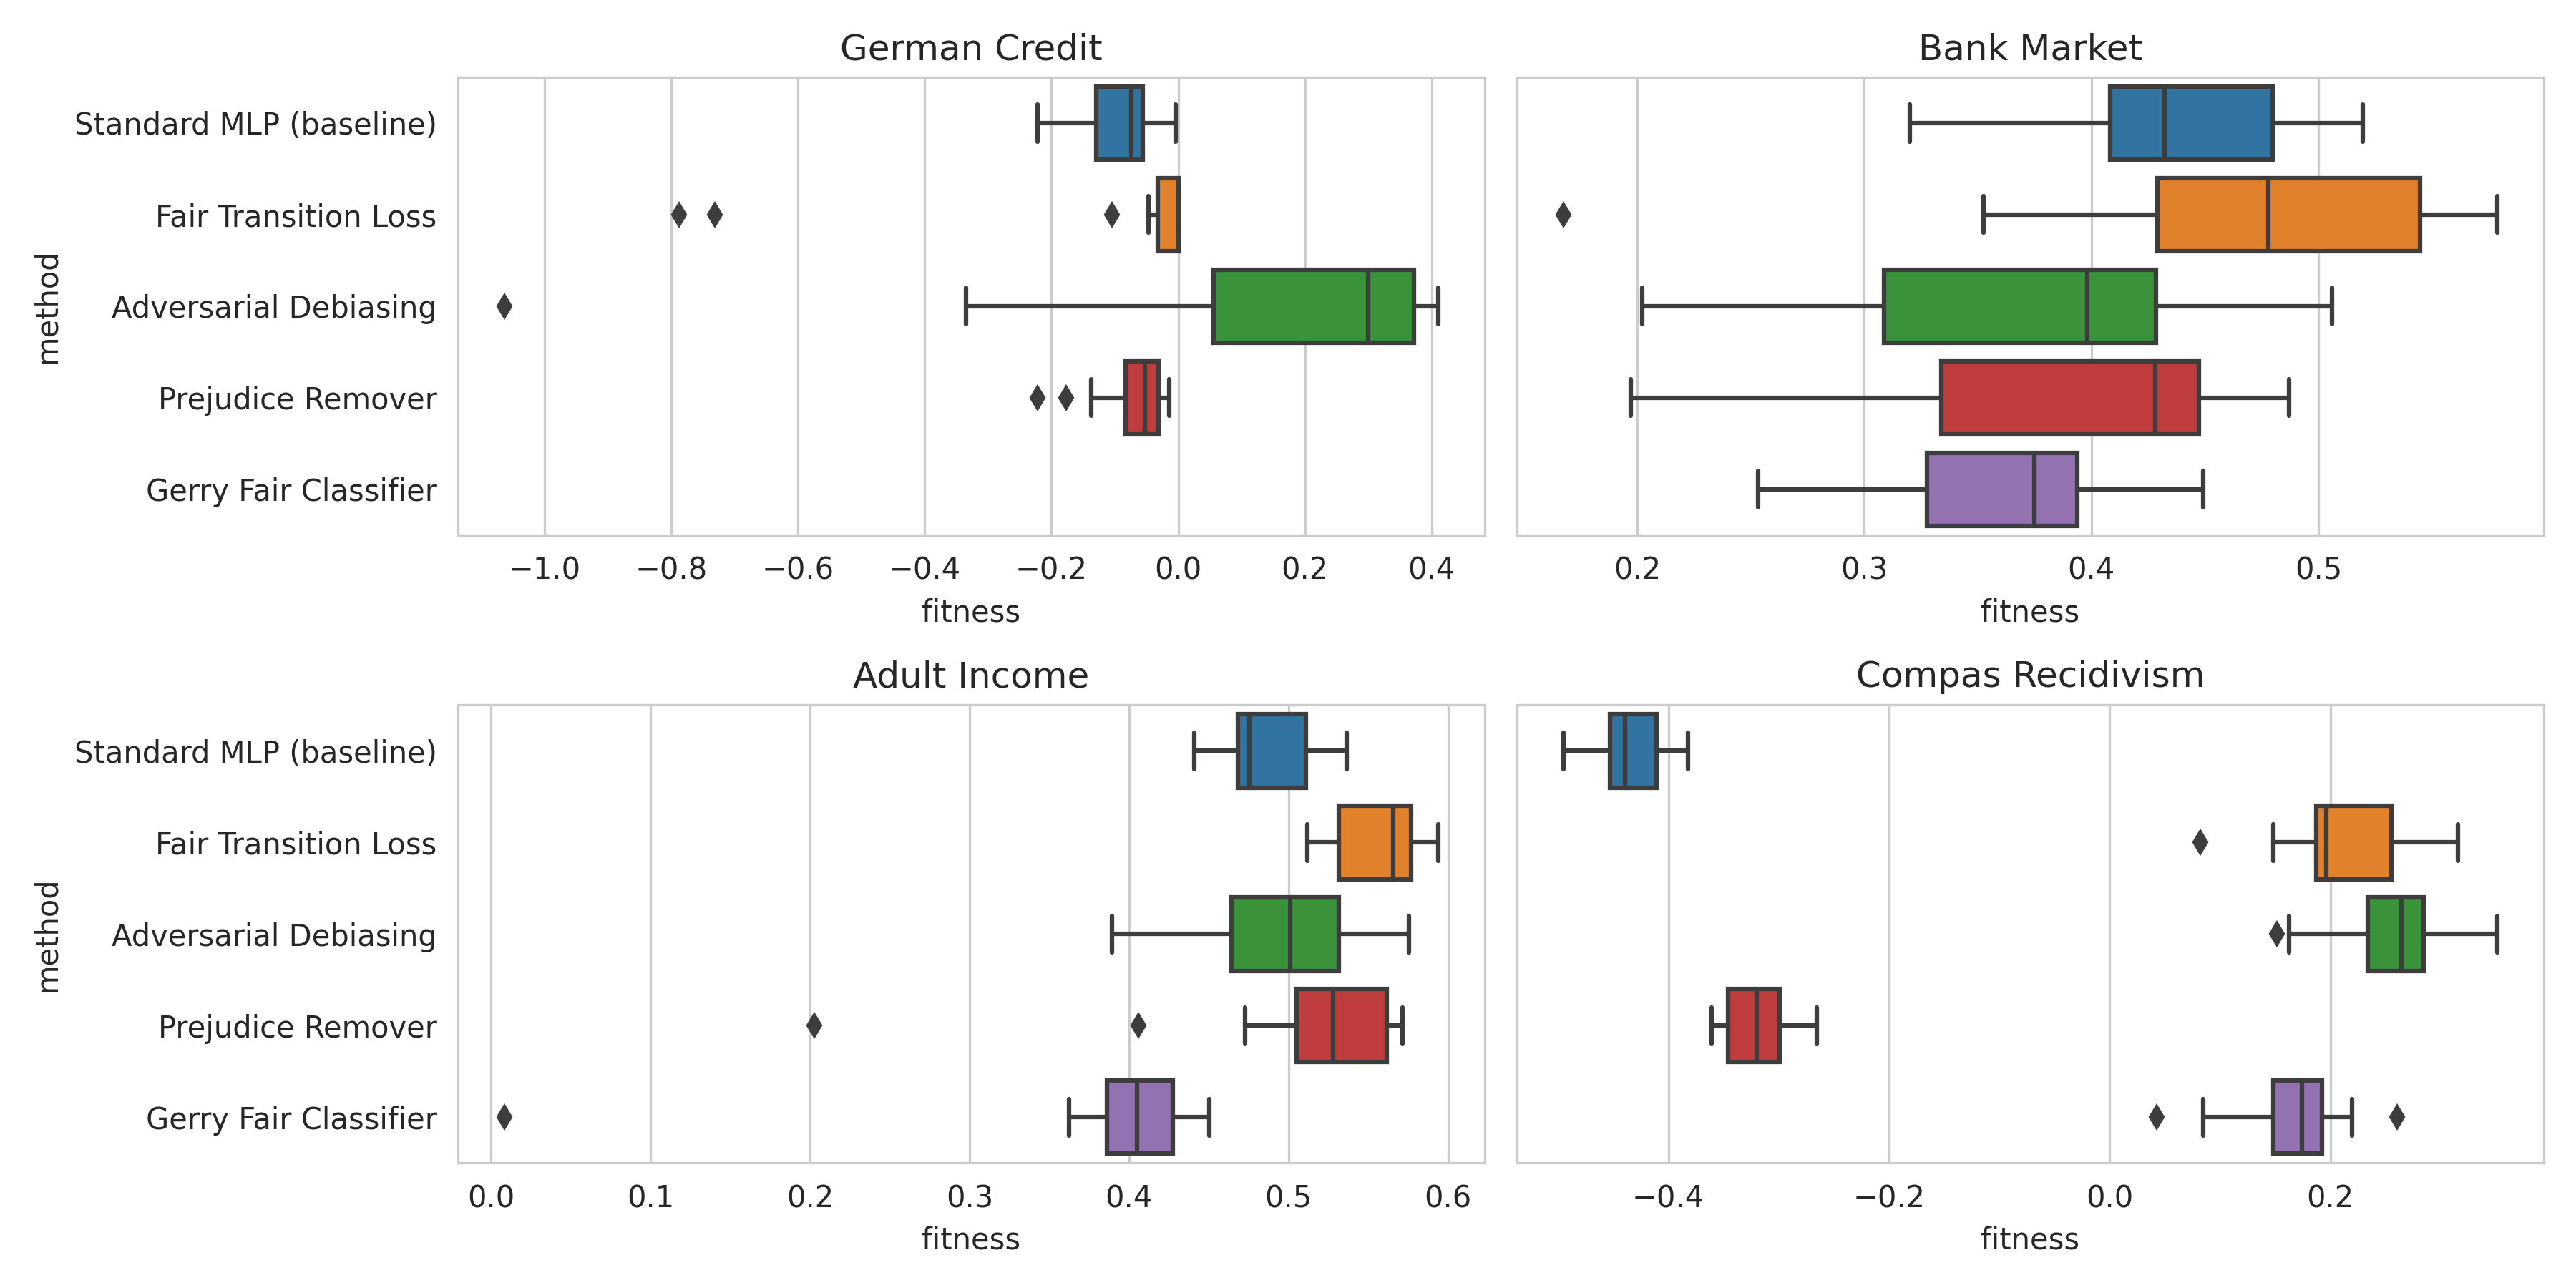 German Credit
Bank Market
Standard MLP (baseline)
Fair Transition Loss
Adversarial Debiasing
Prejudice Remover
Gerry Fair Classifier
method
−1.0 −0.8 −0.6 −0.4 −0.2 0.0 0.2 0.4
fitness
0.2 0.3 0.4 0.5
fitness
Adult Income
Compas Recidivism
Standard MLP (baseline)
Fair Transition Loss
Adversarial Debiasing
Prejudice Remover
Gerry Fair Classifier
method
0.0 0.1 0.2 0.3 0.4 0.5 0.6
fitness
−0.4 −0.2 0.0 0.2
fitness